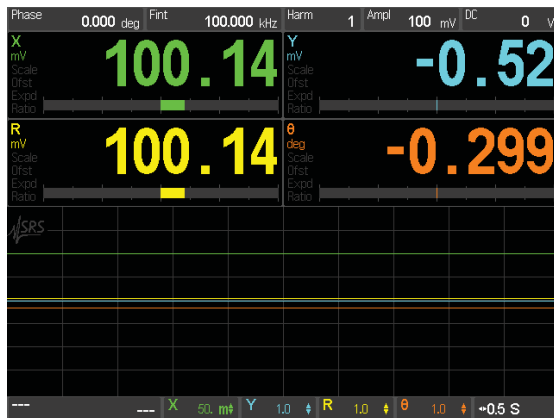 Phase 0.000 deg Fint 100.000 kHz Harm 1 Ampl 100 mV DC 0 V
X
mV
Scale
Ofst
Expd
Ratio
100.14
Y
mV
Scale
Ofst
Expd
Ratio
-0.52
R
mV
Scale
Ofst
Expd
Ratio
100.14
θ
deg
Scale
Ofst
Expd
Ratio
-0.299
SRS
--- --- X 50. m Y 1.0 R 1.0 θ 1.0 0.5 S